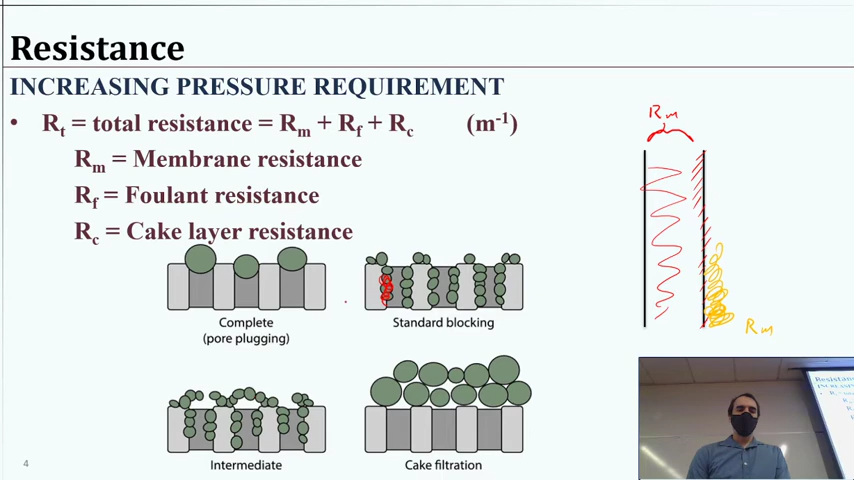 Resistance
INCREASING PRESSURE REQUIREMENT
• Rt = total resistance = Rm + Rf + Rc (m-1)
Rm = Membrane resistance
Rf = Foulant resistance
Rc = Cake layer resistance
Complete
(pore plugging)
Standard blocking
Intermediate
Cake filtration
Rm
Rm
4
Resistance